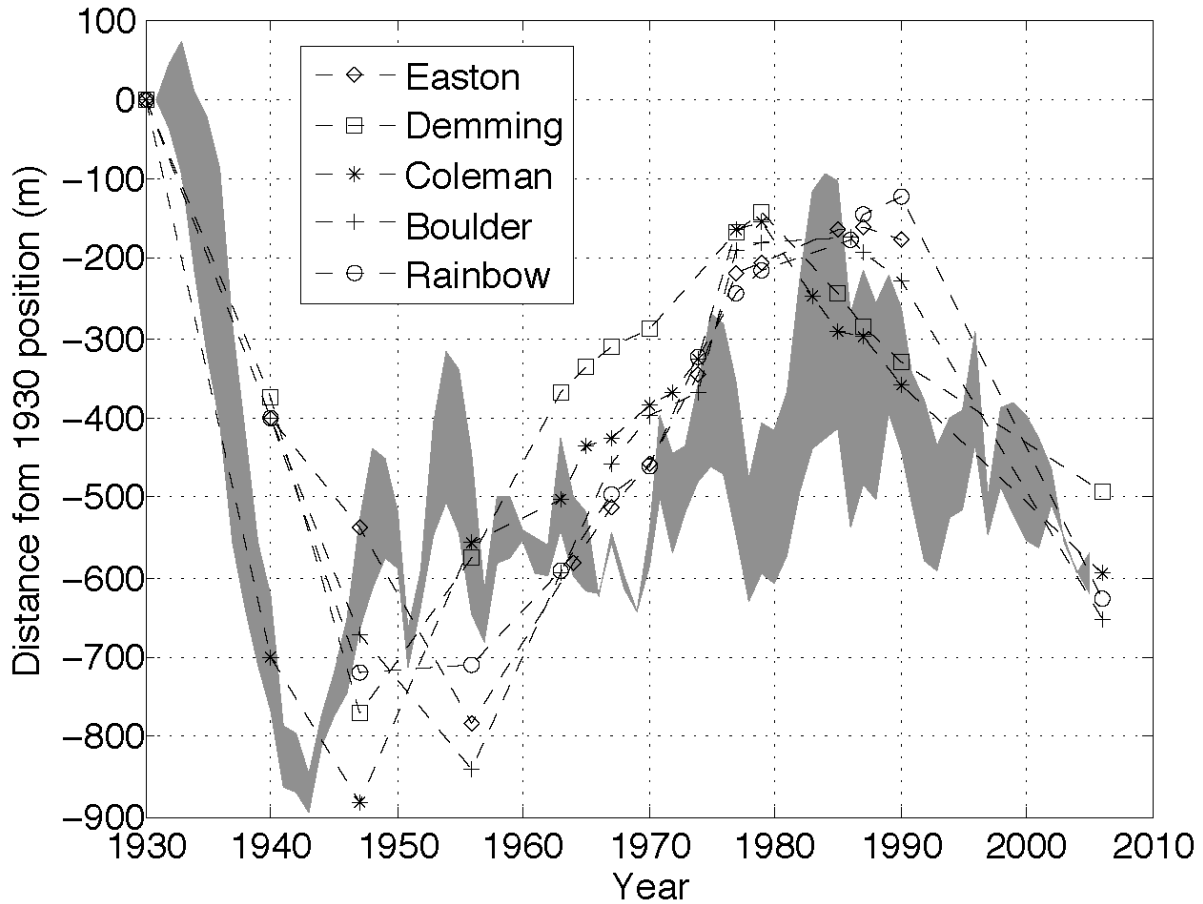 100
0
−100
−200
−300
−400
−500
−600
−700
−800
−900
Distance fom 1930 position (m)
Easton
Demming
Coleman
Boulder
Rainbow
1930 1940 1950 1960 1970 1980 1990 2000 2010
Year